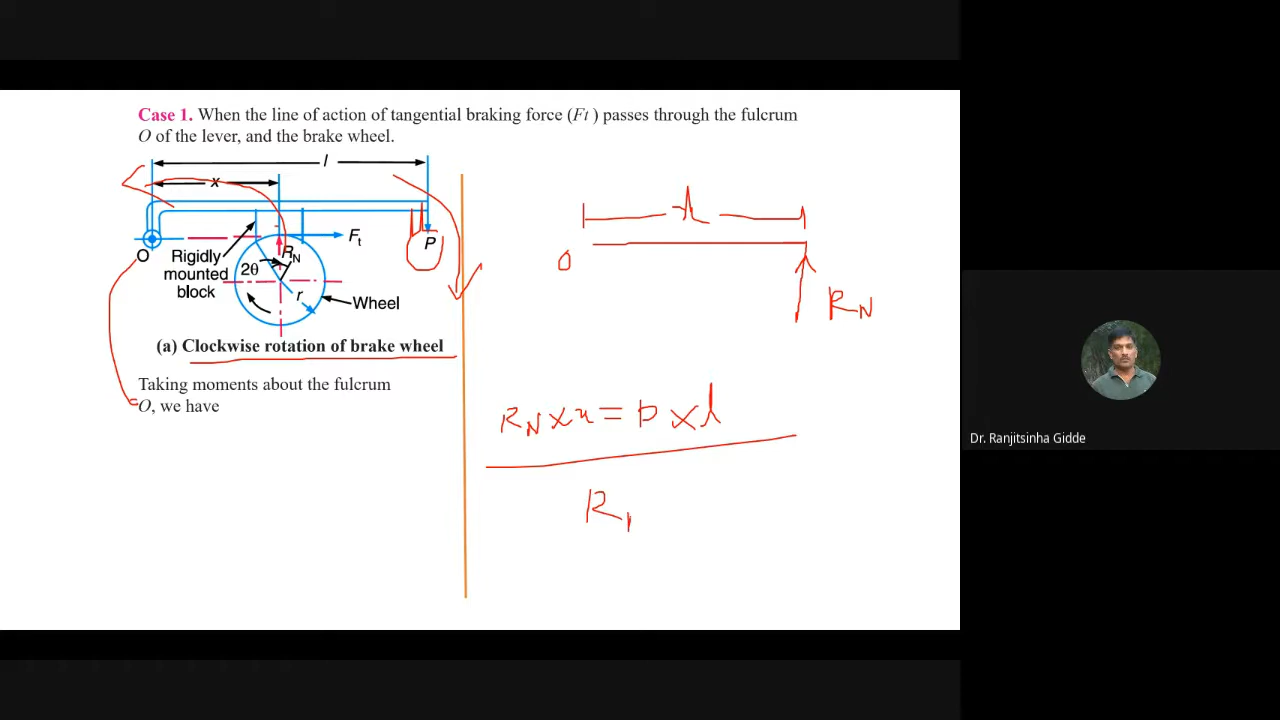 Case 1. When the line of action of tangential braking force (Ft ) passes through the fulcrum
O of the lever, and the brake wheel.
l
x
Ft
P
O
RN
Rigidly
mounted
block
2θ
r
Wheel
(a) Clockwise rotation of brake wheel
Taking moments about the fulcrum
O, we have
x
O
RN
RN × x = P × l
R
Dr. Ranjitsinha Gidde